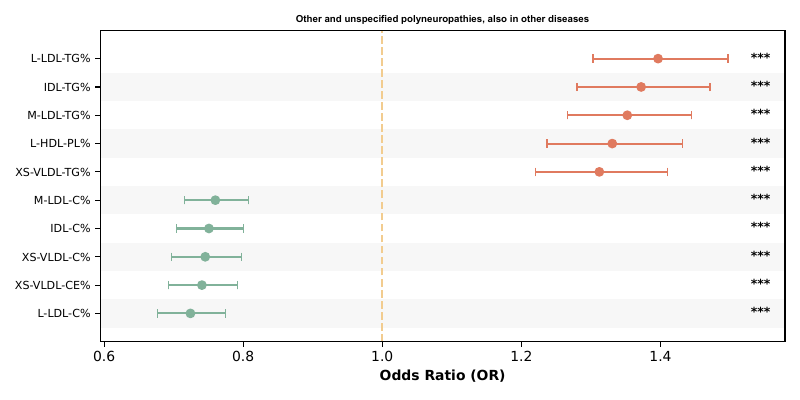 Other and unspecified polyneuropathies, also in other diseases
L-LDL-TG% ***
IDL-TG% ***
M-LDL-TG% ***
L-HDL-PL% ***
XS-VLDL-TG% ***
M-LDL-C% ***
IDL-C% ***
XS-VLDL-C% ***
XS-VLDL-CE% ***
L-LDL-C% ***
0.6 0.8 1.0 1.2 1.4
Odds Ratio (OR)